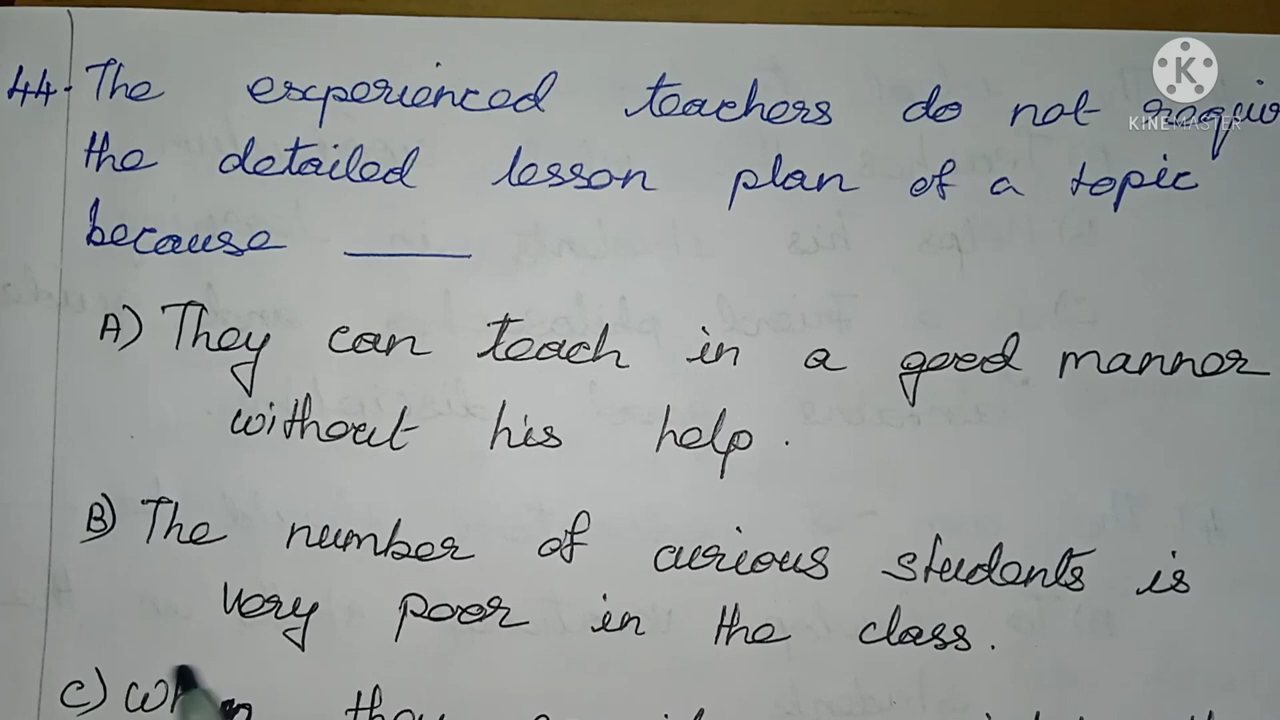 44. The experienced teachers do not
the detailed lesson plan of a topic
because ____
A) They can teach in a good manner
without his help.
B) The number of curious students is
very poor in the class.
C)
KINEMASTER